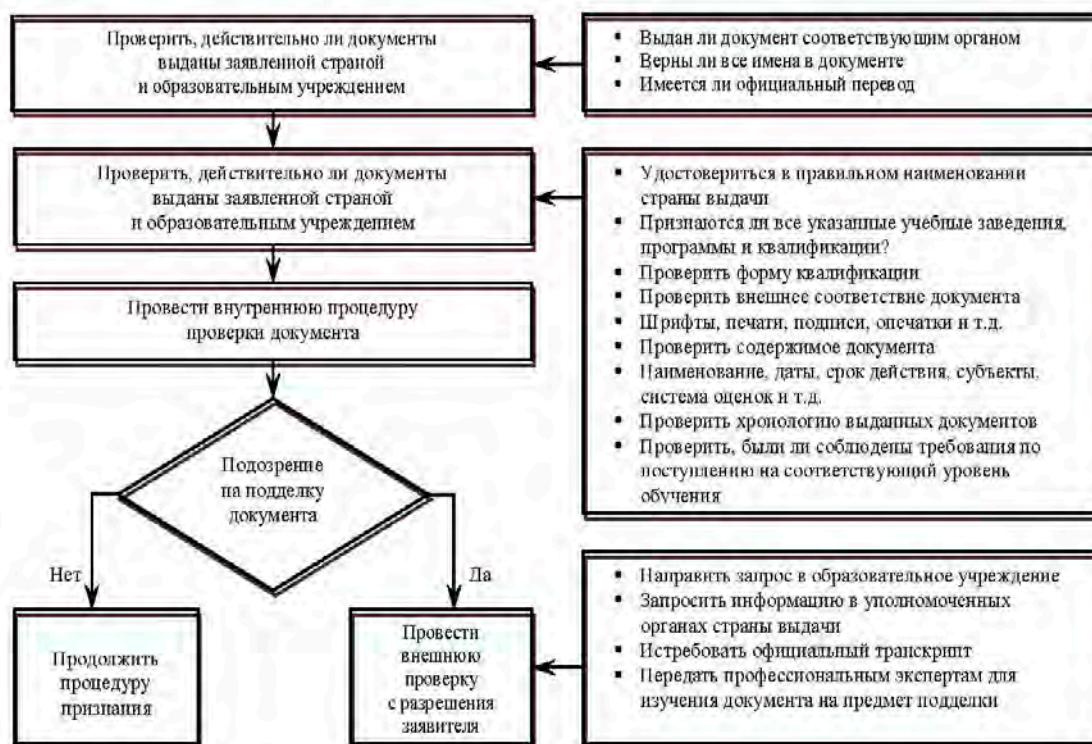 Проверить, действительно ли документы
выданы заявленной страной
и образовательным учреждением
▪ Выдан ли документ соответствующим органом
▪ Верны ли все имена в документе
▪ Имеется ли официальный перевод
Проверить, действительно ли документы
выданы заявленной страной
и образовательным учреждением
▪ Удостовериться в правильном наименовании
страны выдачи
▪ Признаются ли все указанные учебные заведения,
программы и квалификации?
▪ Проверить форму квалификации
▪ Проверить внешнее соответствие документа
▪ Шрифты, печати, подписи, опечатки и т.д.
▪ Проверить содержимое документа
▪ Наименование, даты, срок действия, субъекты,
система оценок и т.д.
▪ Проверить хронологию выданных документов
▪ Проверить, были ли соблюдены требования по
поступлению на соответствующий уровень
обучения
Провести внутреннюю процедуру
проверки документа
Подозрение
на подделку
документа
Нет
Да
Продолжить
процедуру
признания
Провести
внешнюю
проверку
с разрешения
заявителя
▪ Направить запрос в образовательное учреждение
▪ Запросить информацию в уполномоченных
органах страны выдачи
▪ Истребовать официальный транскрипт
▪ Передать профессиональным экспертам для
изучения документа на предмет подделки